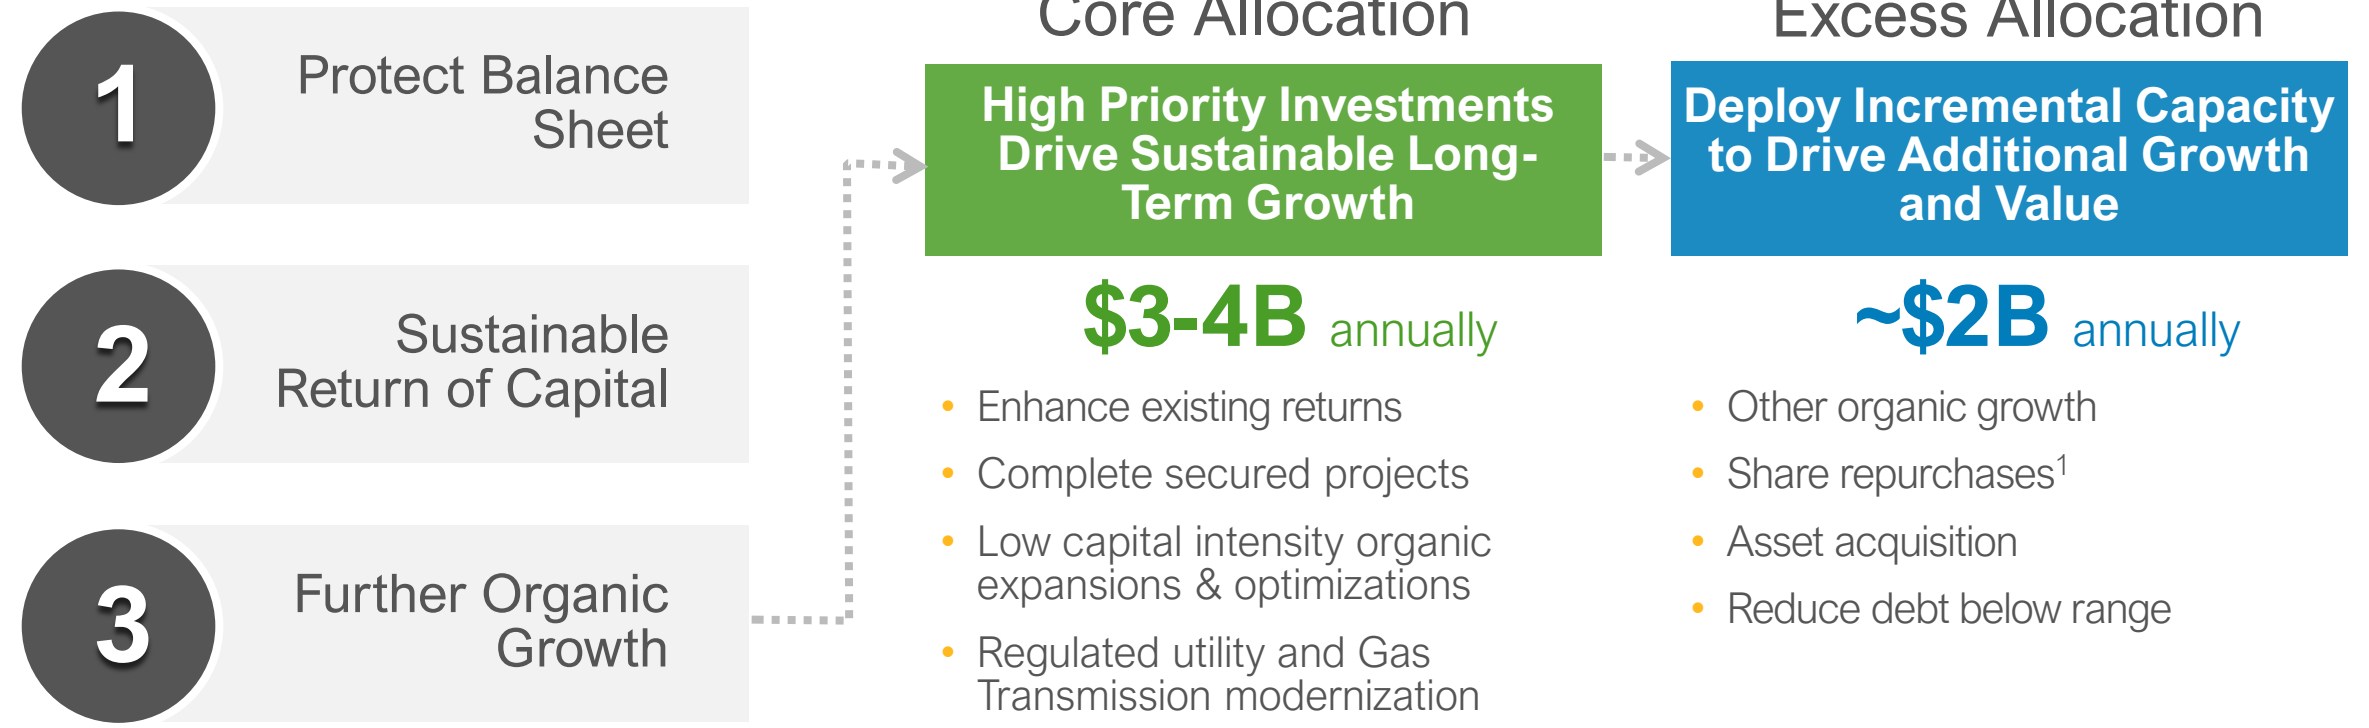 1
Protect Balance
Sheet
2
Sustainable
Return of Capital
3
Further Organic
Growth
Core Allocation
High Priority Investments
Drive Sustainable Long-
Term Growth
$3-4B annually
• Enhance existing returns
• Complete secured projects
• Low capital intensity organic
expansions & optimizations
• Regulated utility and Gas
Transmission modernization
Excess Allocation
Deploy Incremental Capacity
to Drive Additional Growth
and Value
~$2B annually
• Other organic growth
• Share repurchases¹
• Asset acquisition
• Reduce debt below range